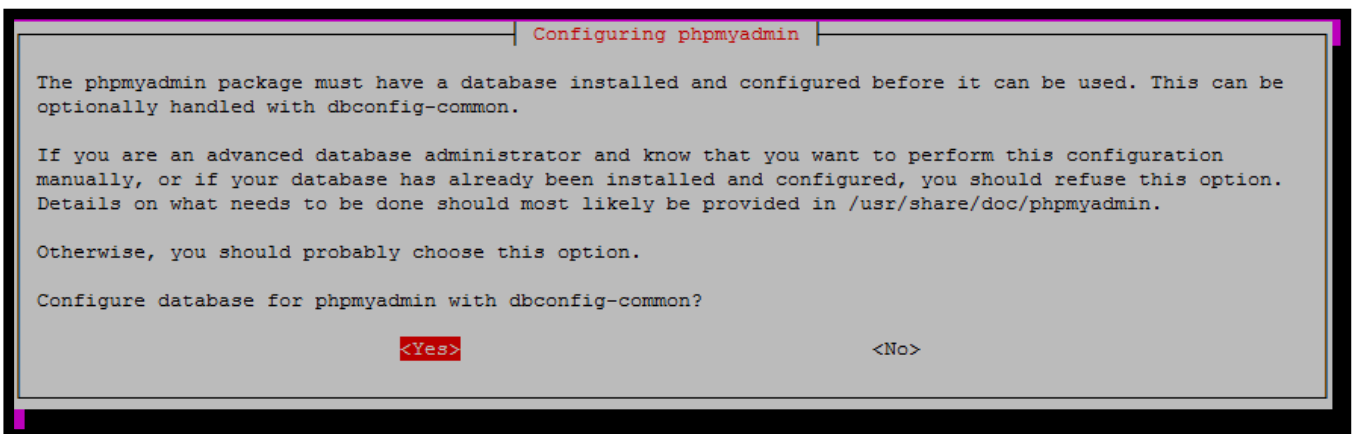 Configuring phpmyadmin
The phpmyadmin package must have a database installed and configured before it can be used. This can be
optionally handled with dbconfig-common.
If you are an advanced database administrator and know that you want to perform this configuration
manually, or if your database has already been installed and configured, you should refuse this option.
Details on what needs to be done should most likely be provided in /usr/share/doc/phpmyadmin.
Otherwise, you should probably choose this option.
Configure database for phpmyadmin with dbconfig-common?
<Yes> <No>